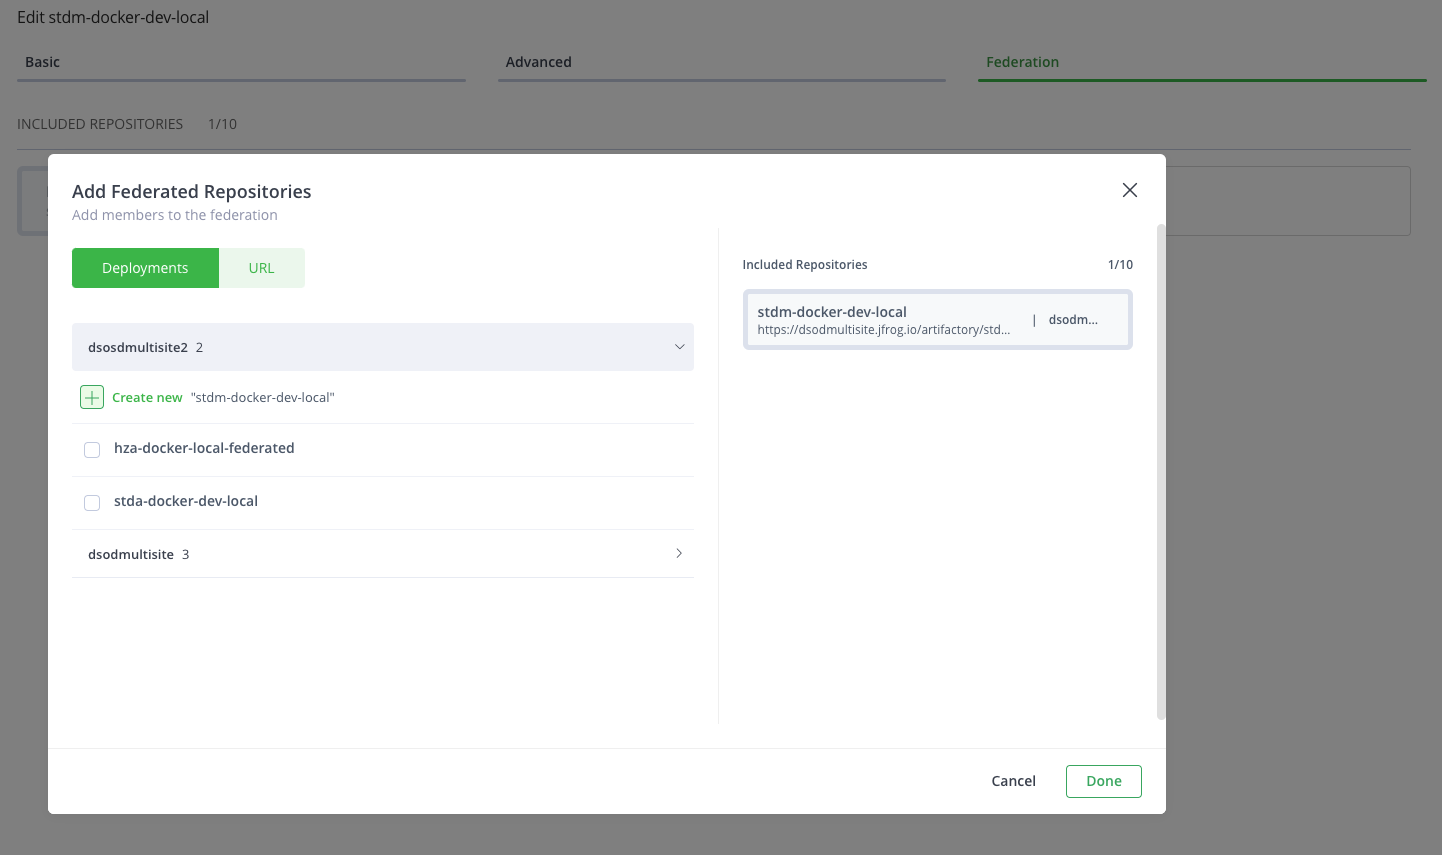 Edit stdm-docker-dev-local
Basic
Advanced
Federation
INCLUDED REPOSITORIES 1/10
Add Federated Repositories
Add members to the federation
Deployments
URL
dsosdmultisite2 2
Create new "stdm-docker-dev-local"
hza-docker-local-federated
stda-docker-dev-local
dsodmultisite 3
Included Repositories 1/10
stdm-docker-dev-local
https://dsodmultisite.jfrog.io/artifactory/std...
| dsodm...
Cancel
Done